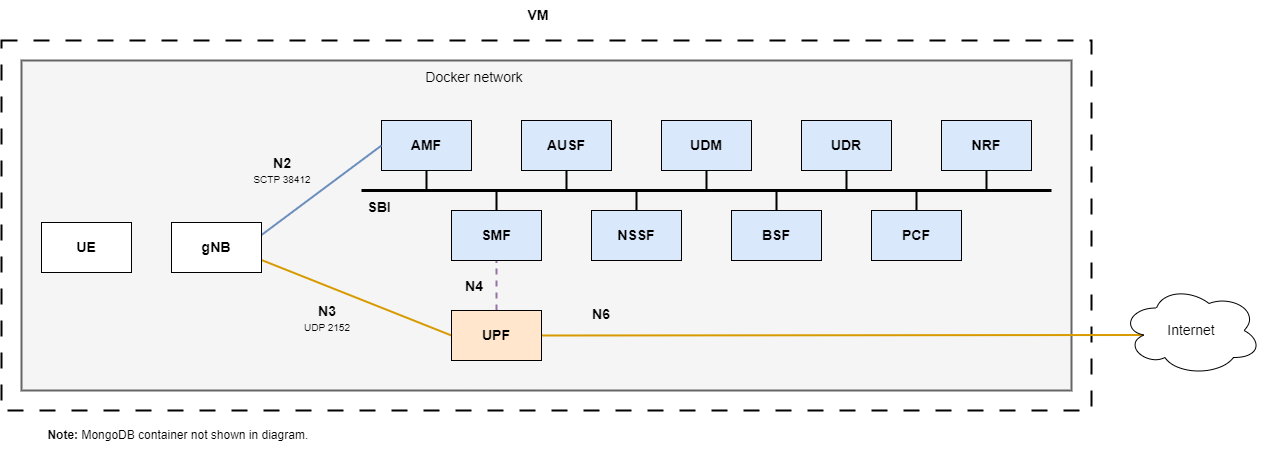 VM
Docker network
AMF
AUSF
UDM
UDR
NRF
N2
SCTP 38412
SBI
UE
gNB
SMF
NSSF
BSF
PCF
N4
N3
UDP 2152
UPF
N6
Internet
Note: MongoDB container not shown in diagram.